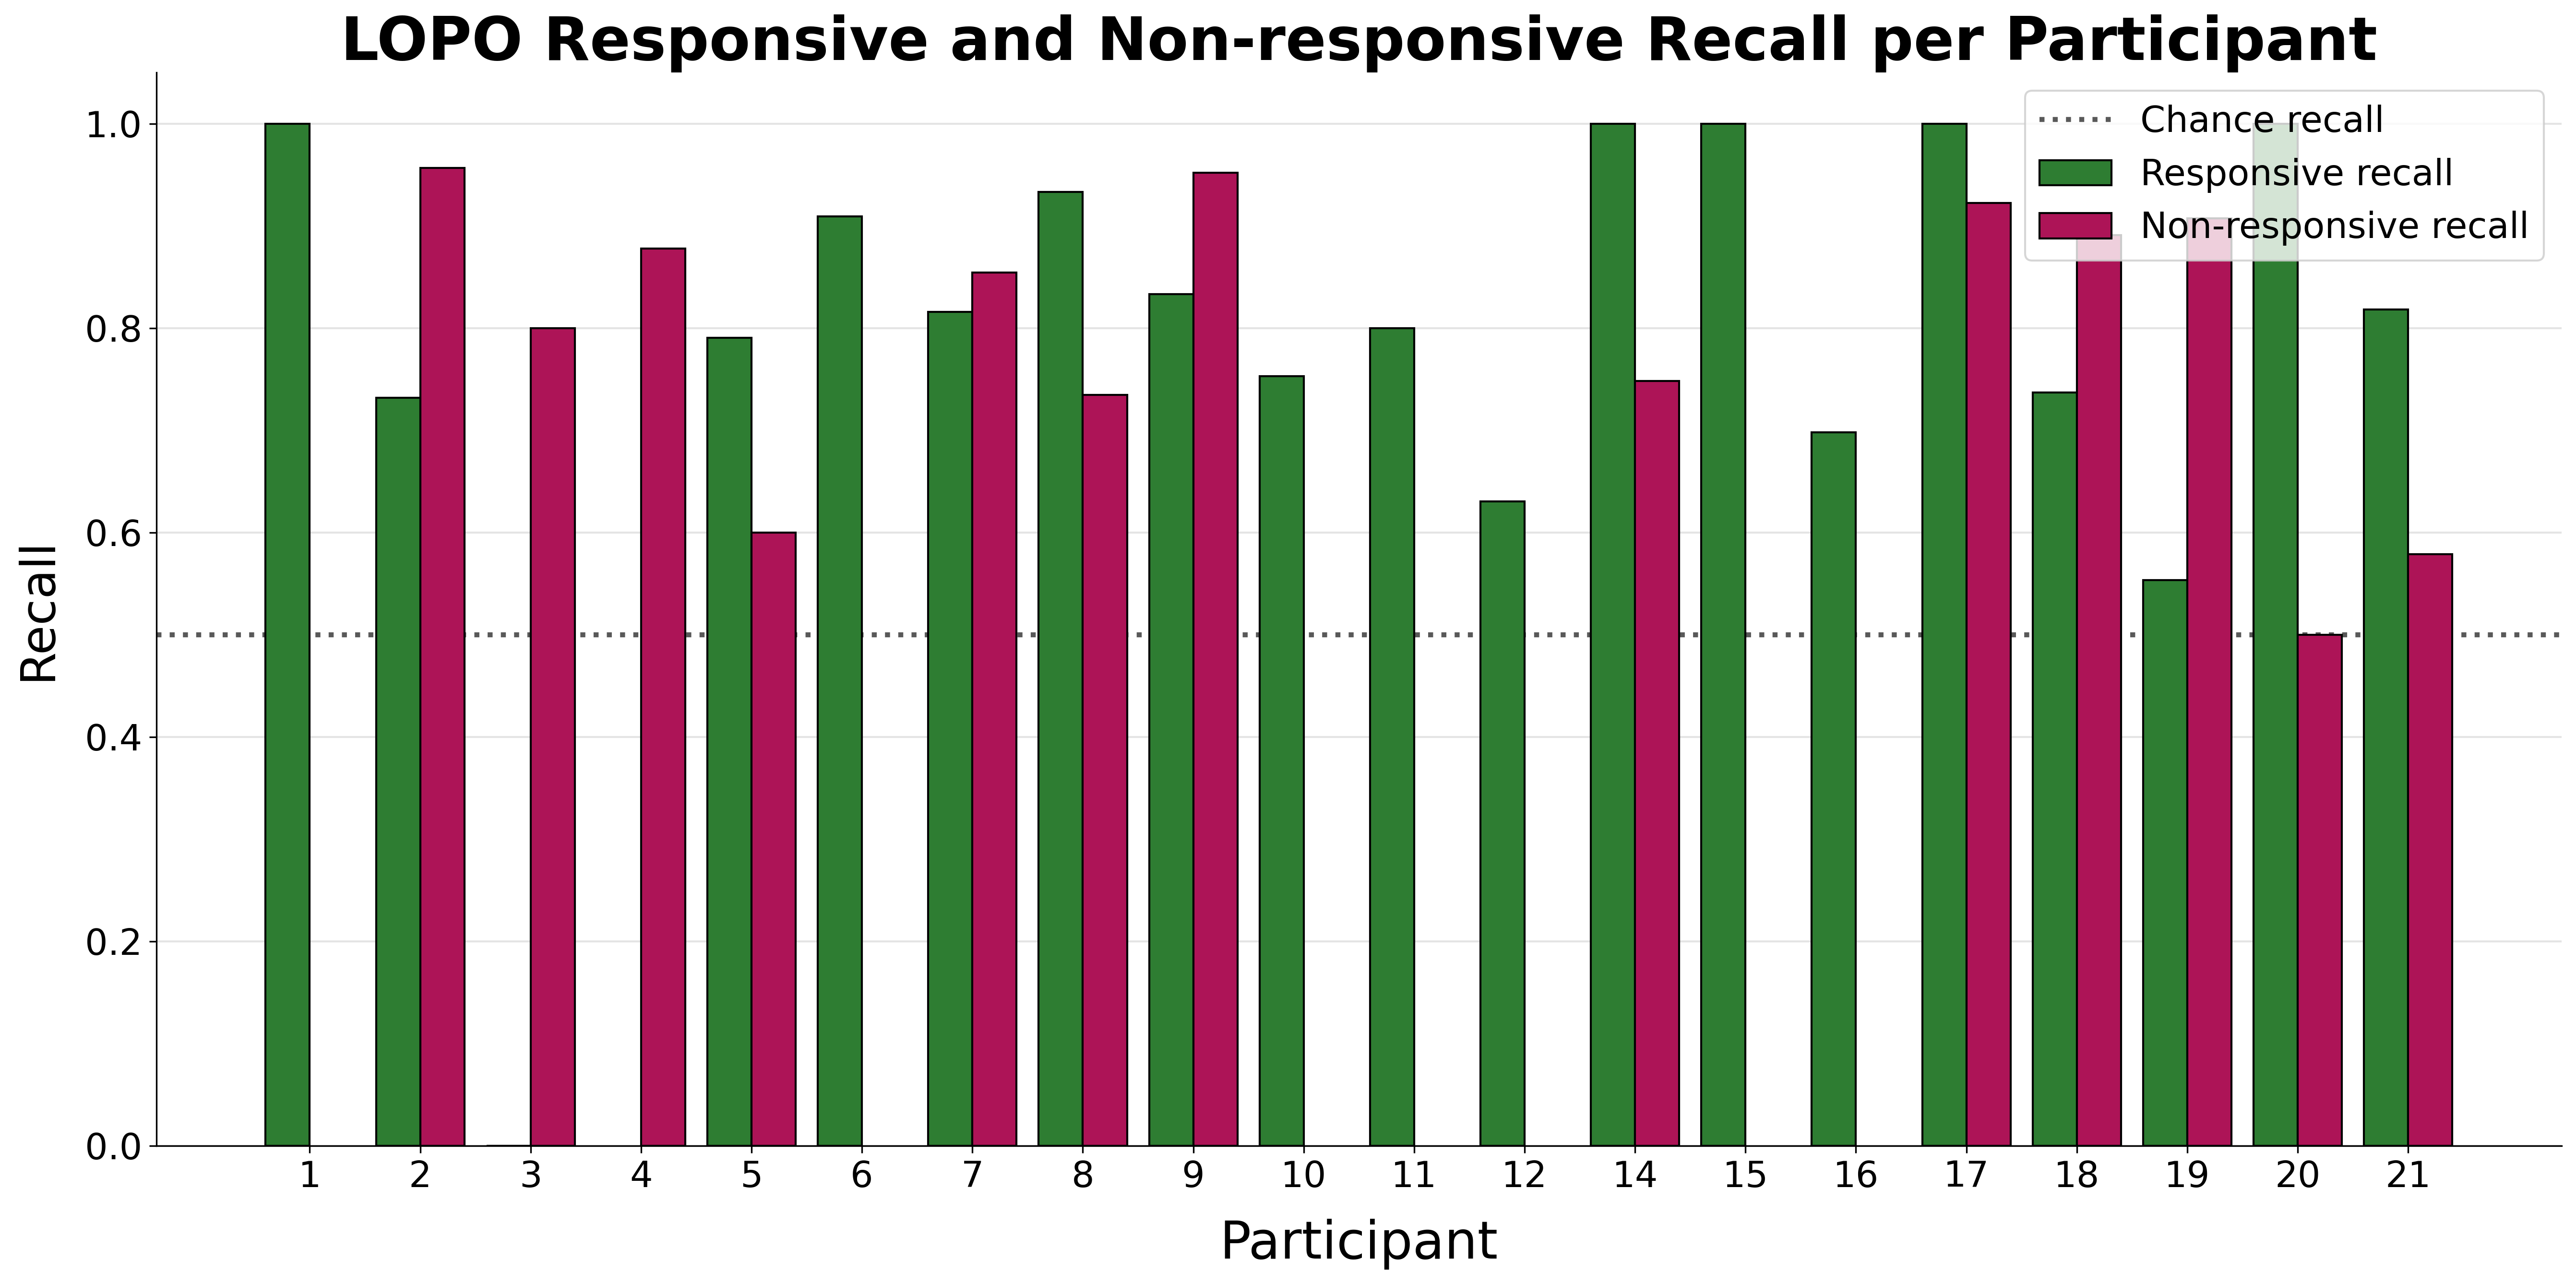 LOPO Responsive and Non-responsive Recall per Participant
Chance recall
Responsive recall
Non-responsive recall
1.0
0.8
0.6
0.4
0.2
0.0
Recall
1 2 3 4 5 6 7 8 9 10 11 12 14 15 16 17 18 19 20 21
Participant